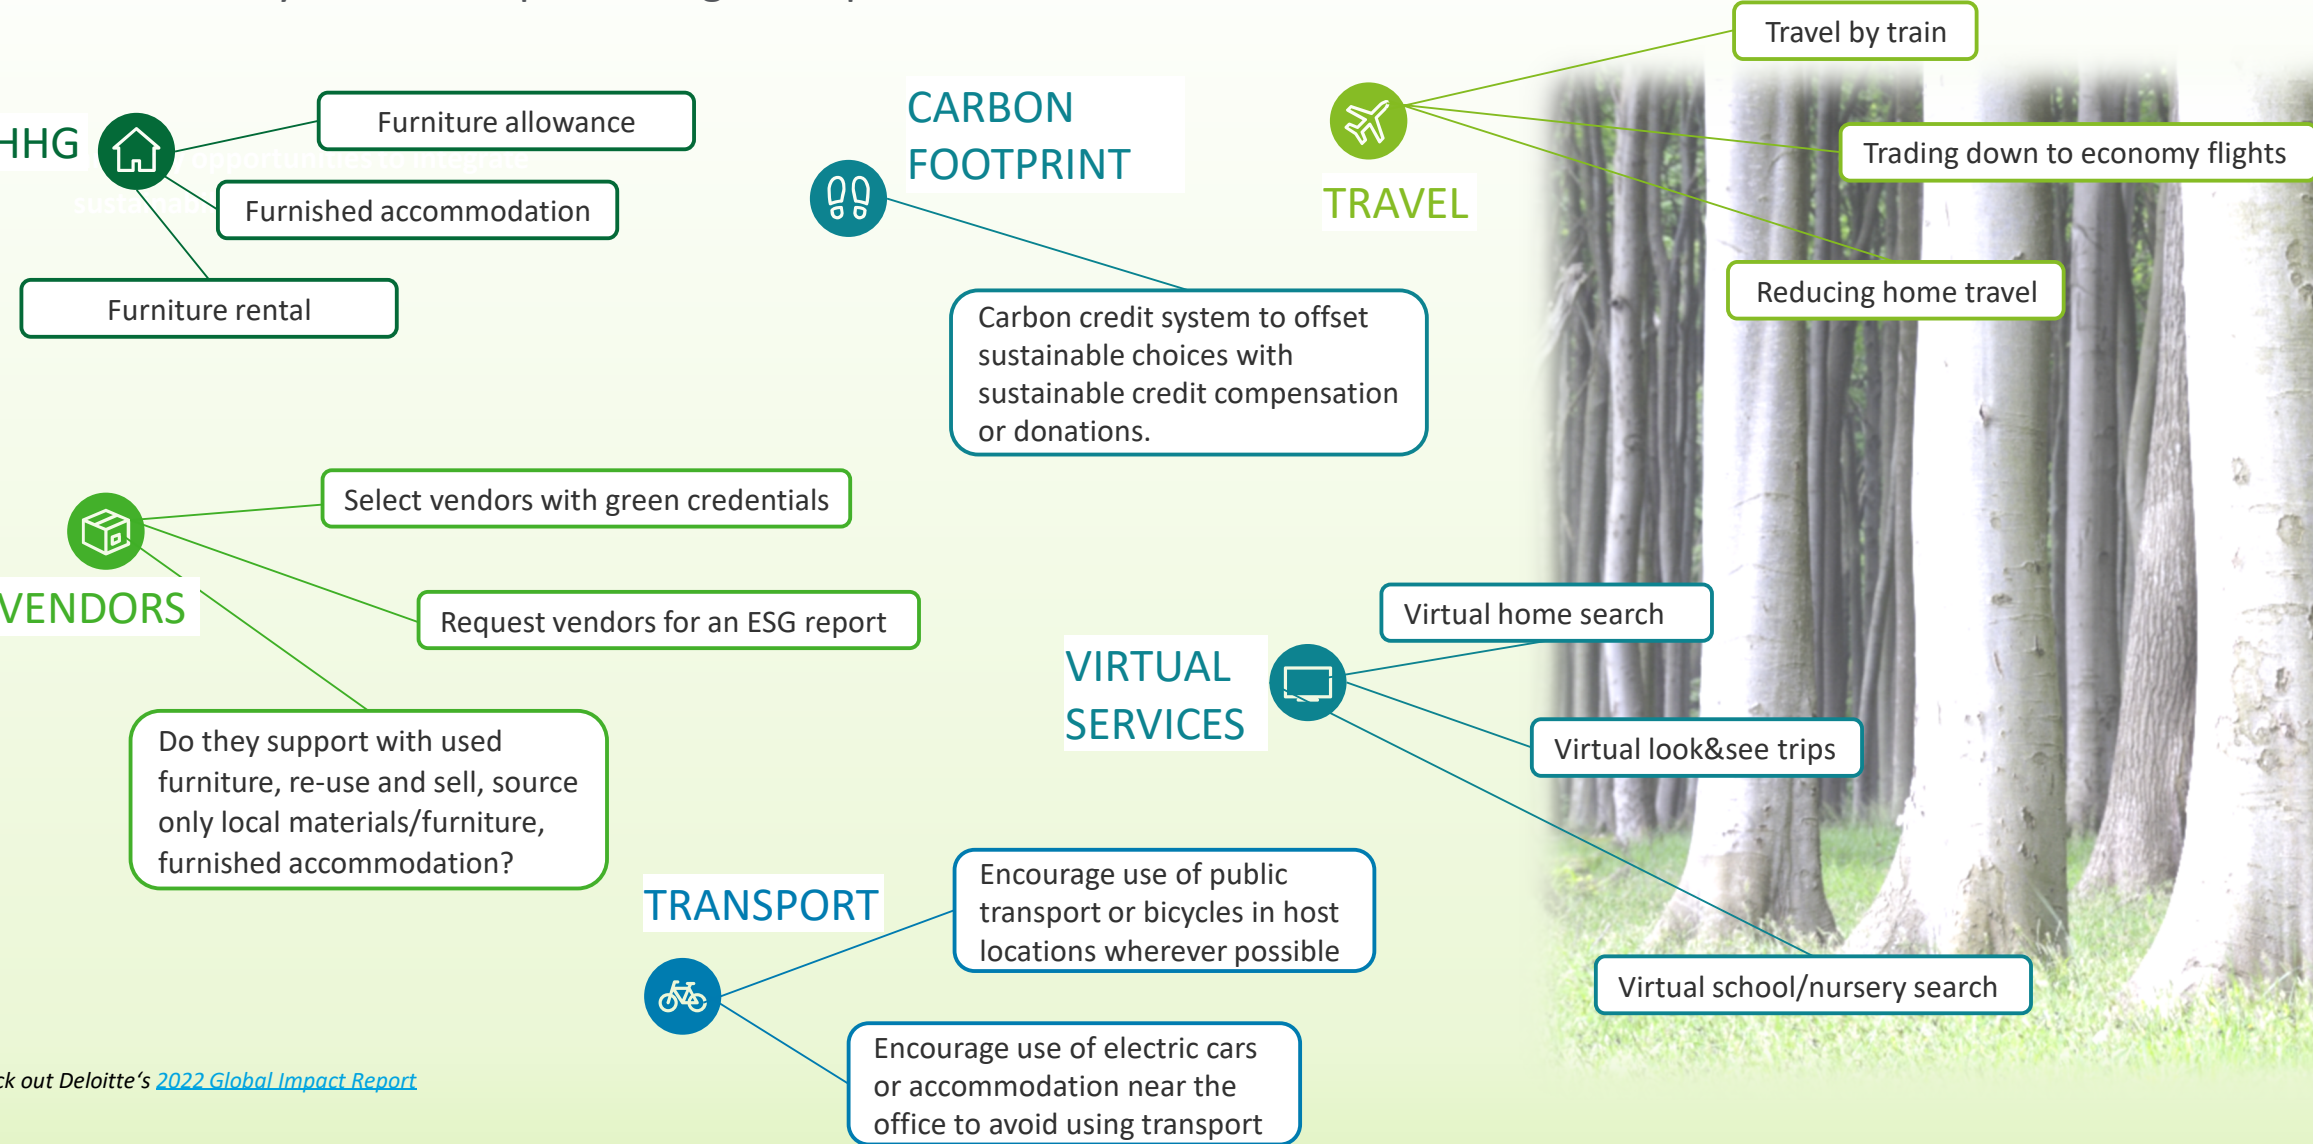 HHG
Furniture allowance
opportunities to integrate
Furnished accommodation
Furniture rental
CARBON
FOOTPRINT
Carbon credit system to offset
sustainable choices with
sustainable credit compensation
or donations.
TRAVEL
Travel by train
Trading down to economy flights
Reducing home travel
VENDORS
Select vendors with green credentials
Request vendors for an ESG report
Do they support with used
furniture, re-use and sell, source
only local materials/furniture,
furnished accommodation?
VIRTUAL
SERVICES
Virtual home search
Virtual look&see trips
Virtual school/nursery search
TRANSPORT
Encourage use of public
transport or bicycles in host
locations wherever possible
Encourage use of electric cars
or accommodation near the
office to avoid using transport
ck out Deloitte‘s 2022 Global Impact Report